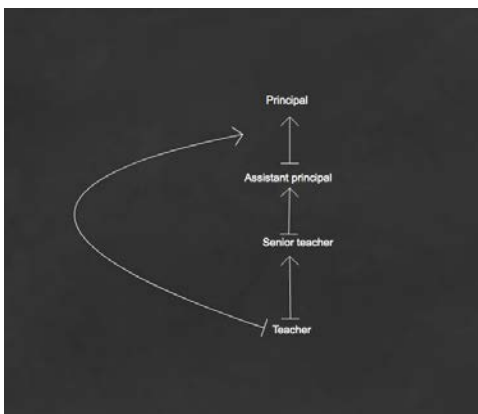 Principal
Assistant principal
Senior teacher
Teacher